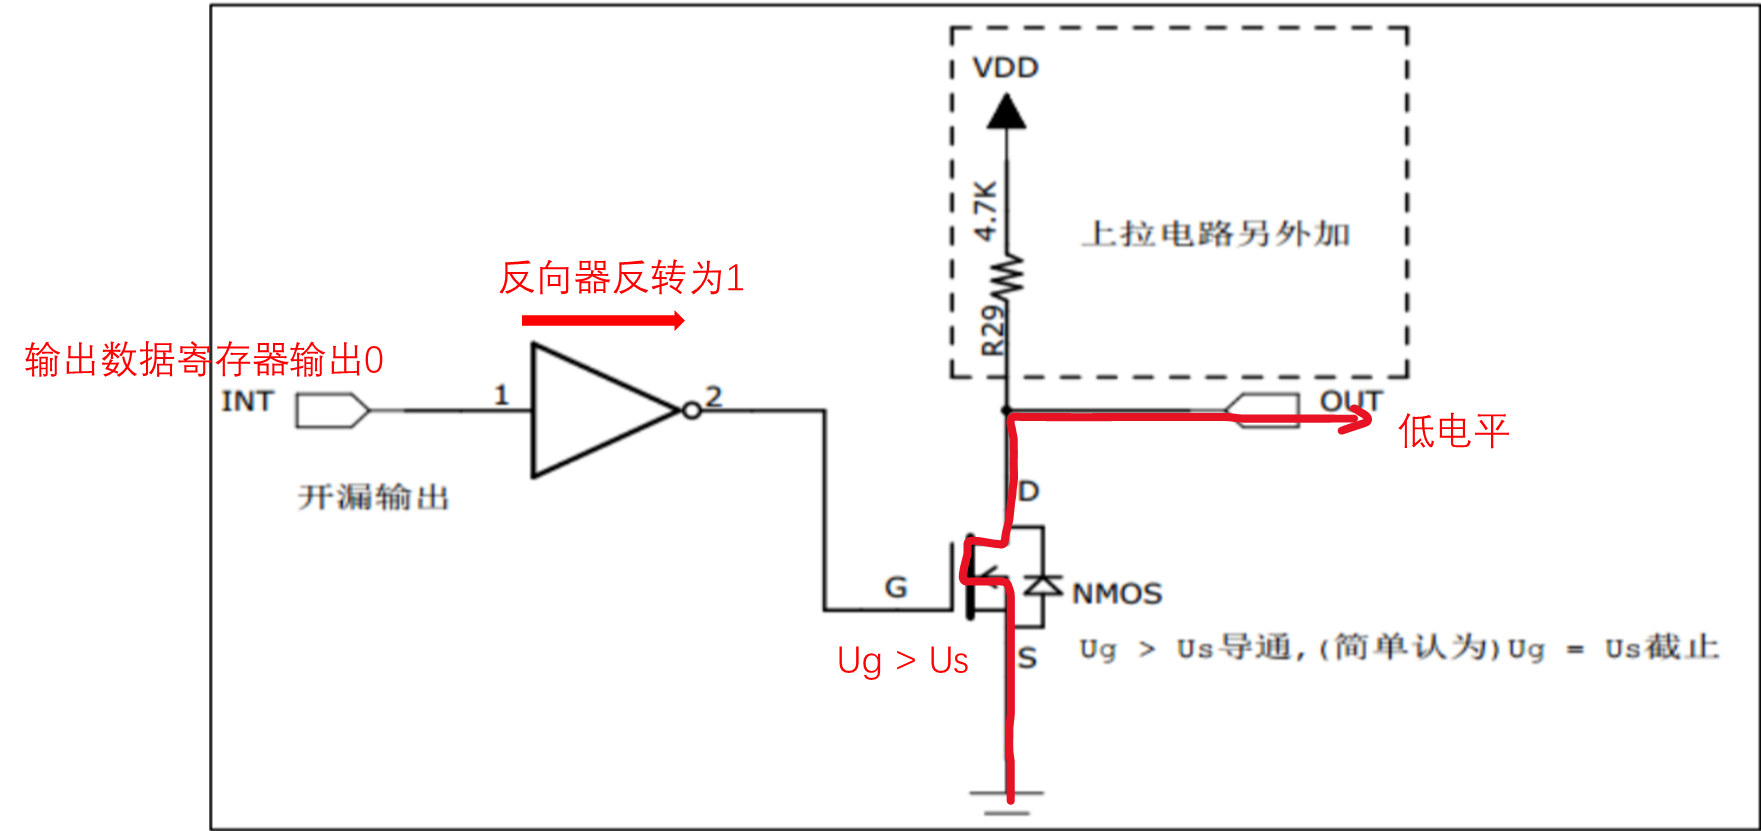 VDD
4.7K
上拉电路另外加
反向器反转为1
R29
输出数据寄存器输出0
INT
1
2
OUT
低电平
开漏输出
D
G
NMOS
Ug > Us
S
Ug > Us导通,(简单认为)Ug = Us截止